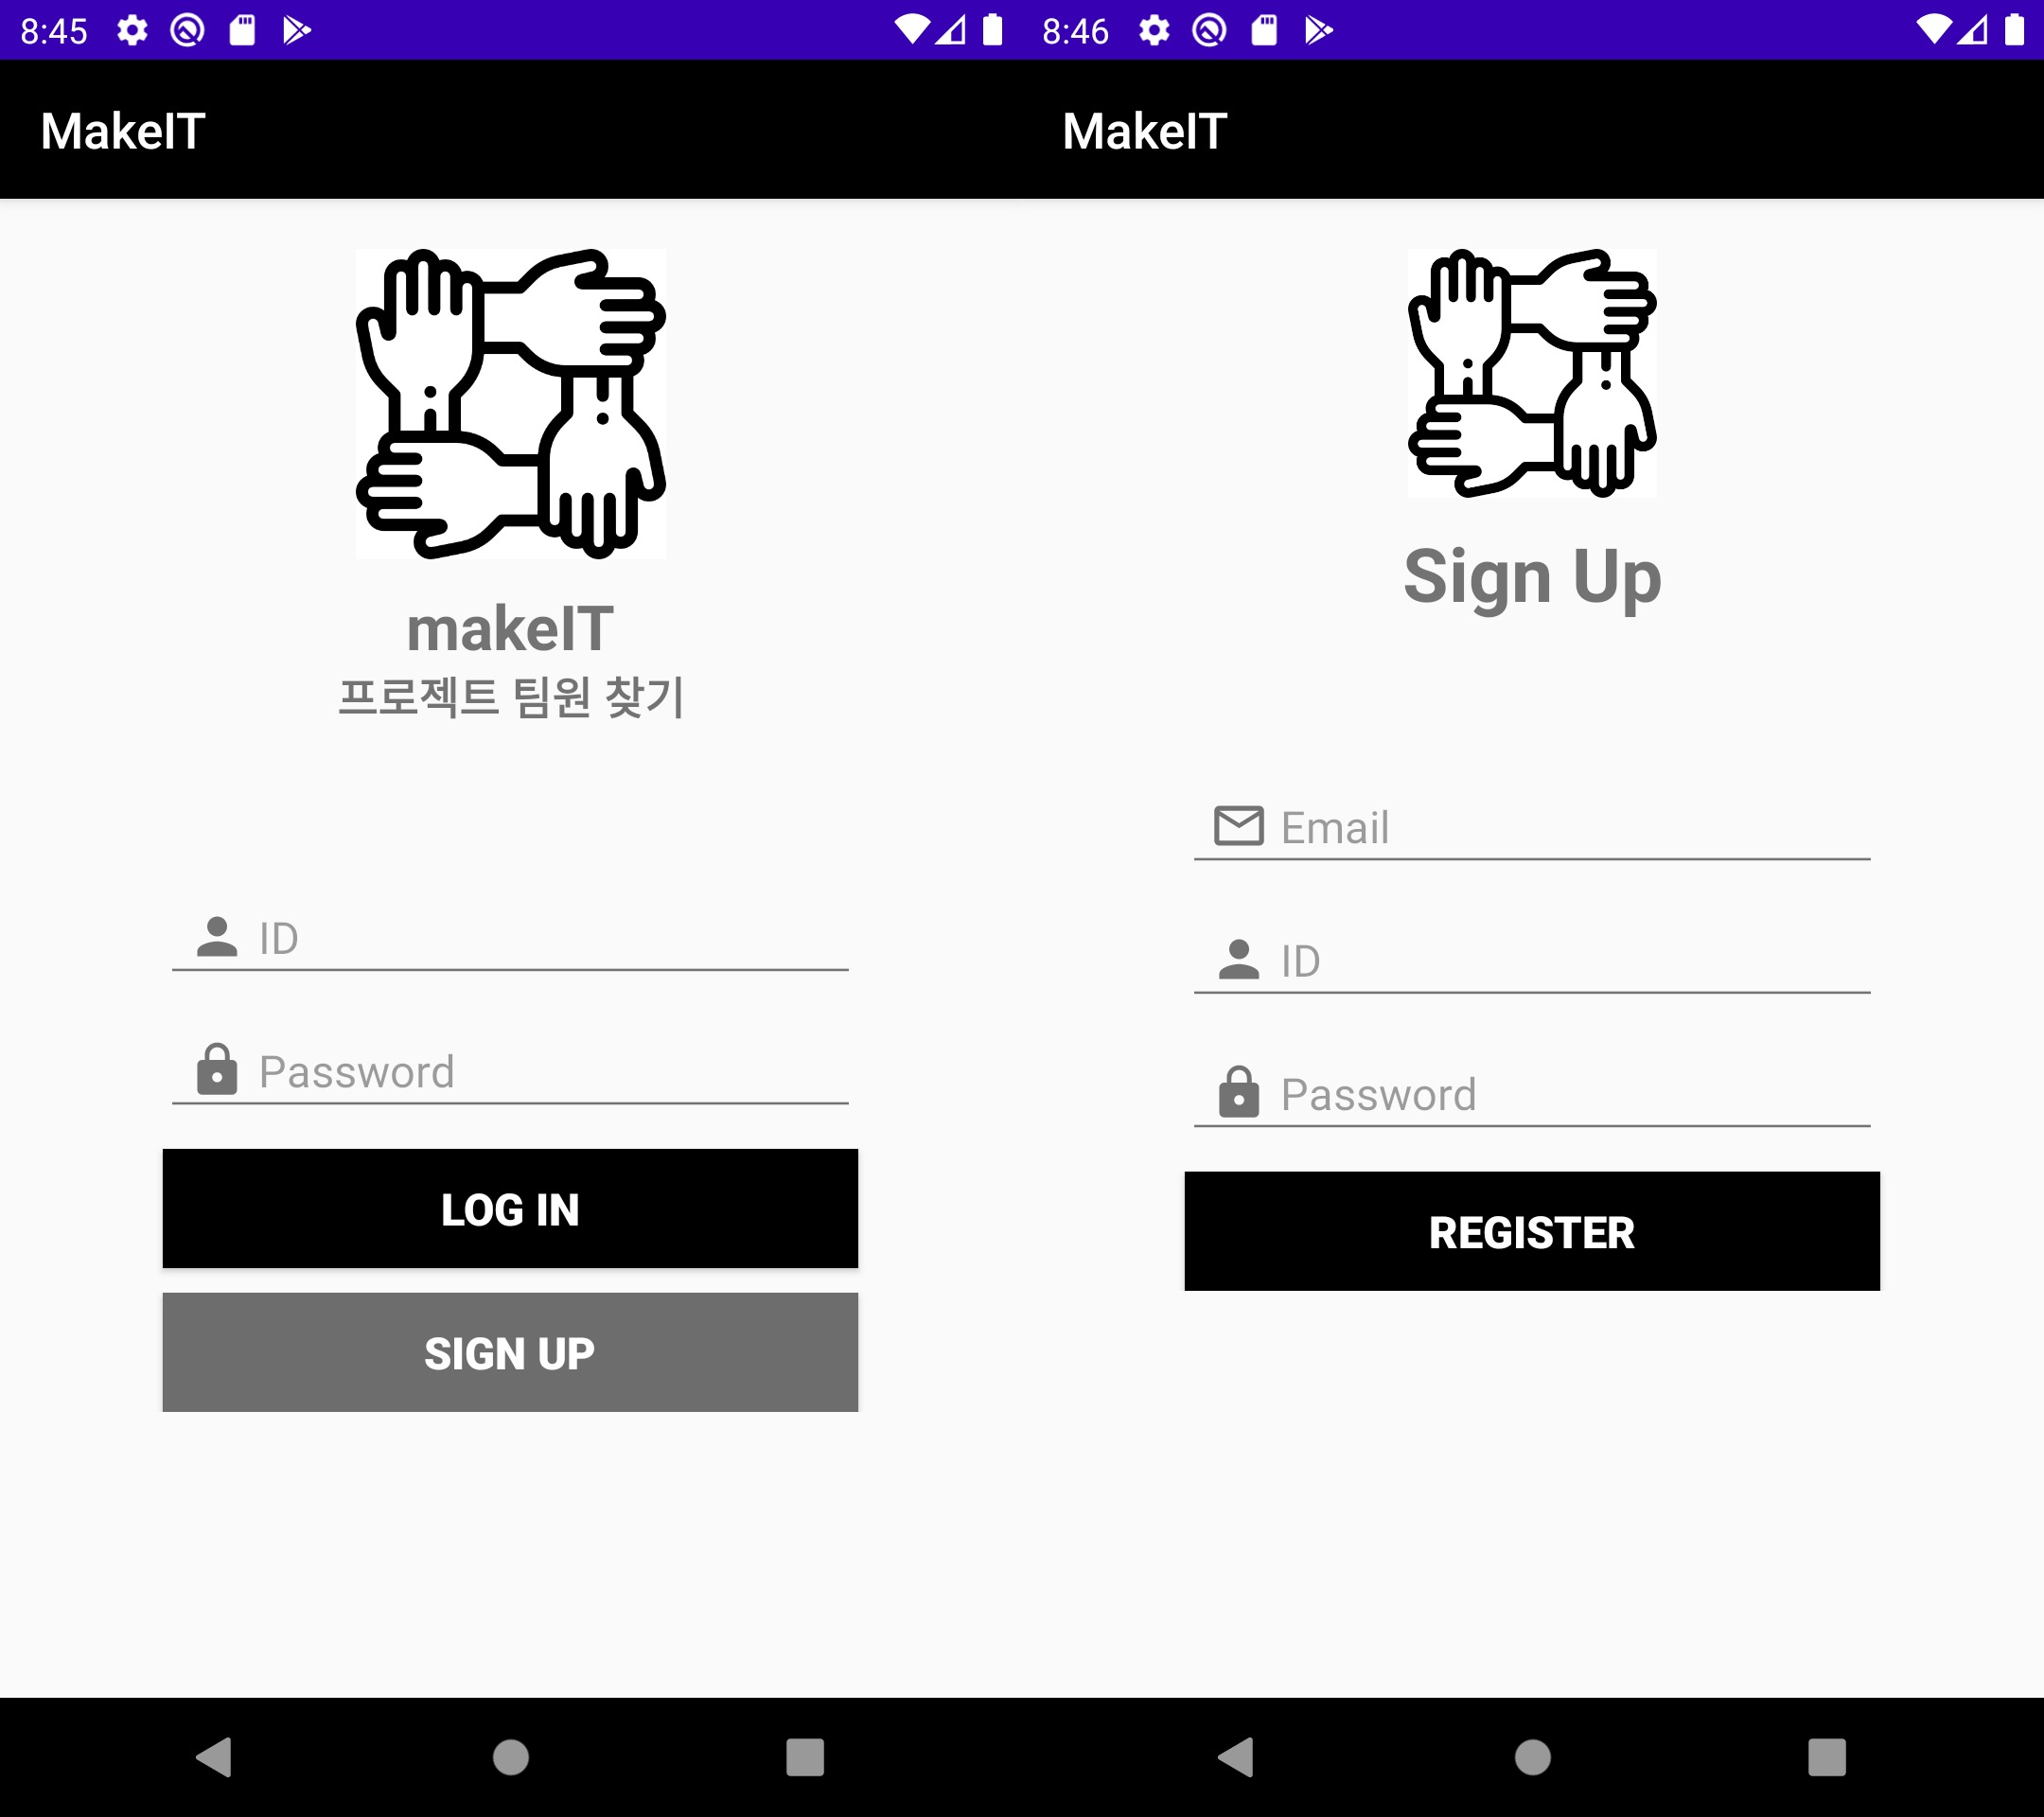 8:45
MakeIT
makeIT
프로젝트 팀원 찾기
ID
Password
LOG IN
SIGN UP
8:46
MakeIT
Sign Up
Email
ID
Password
REGISTER